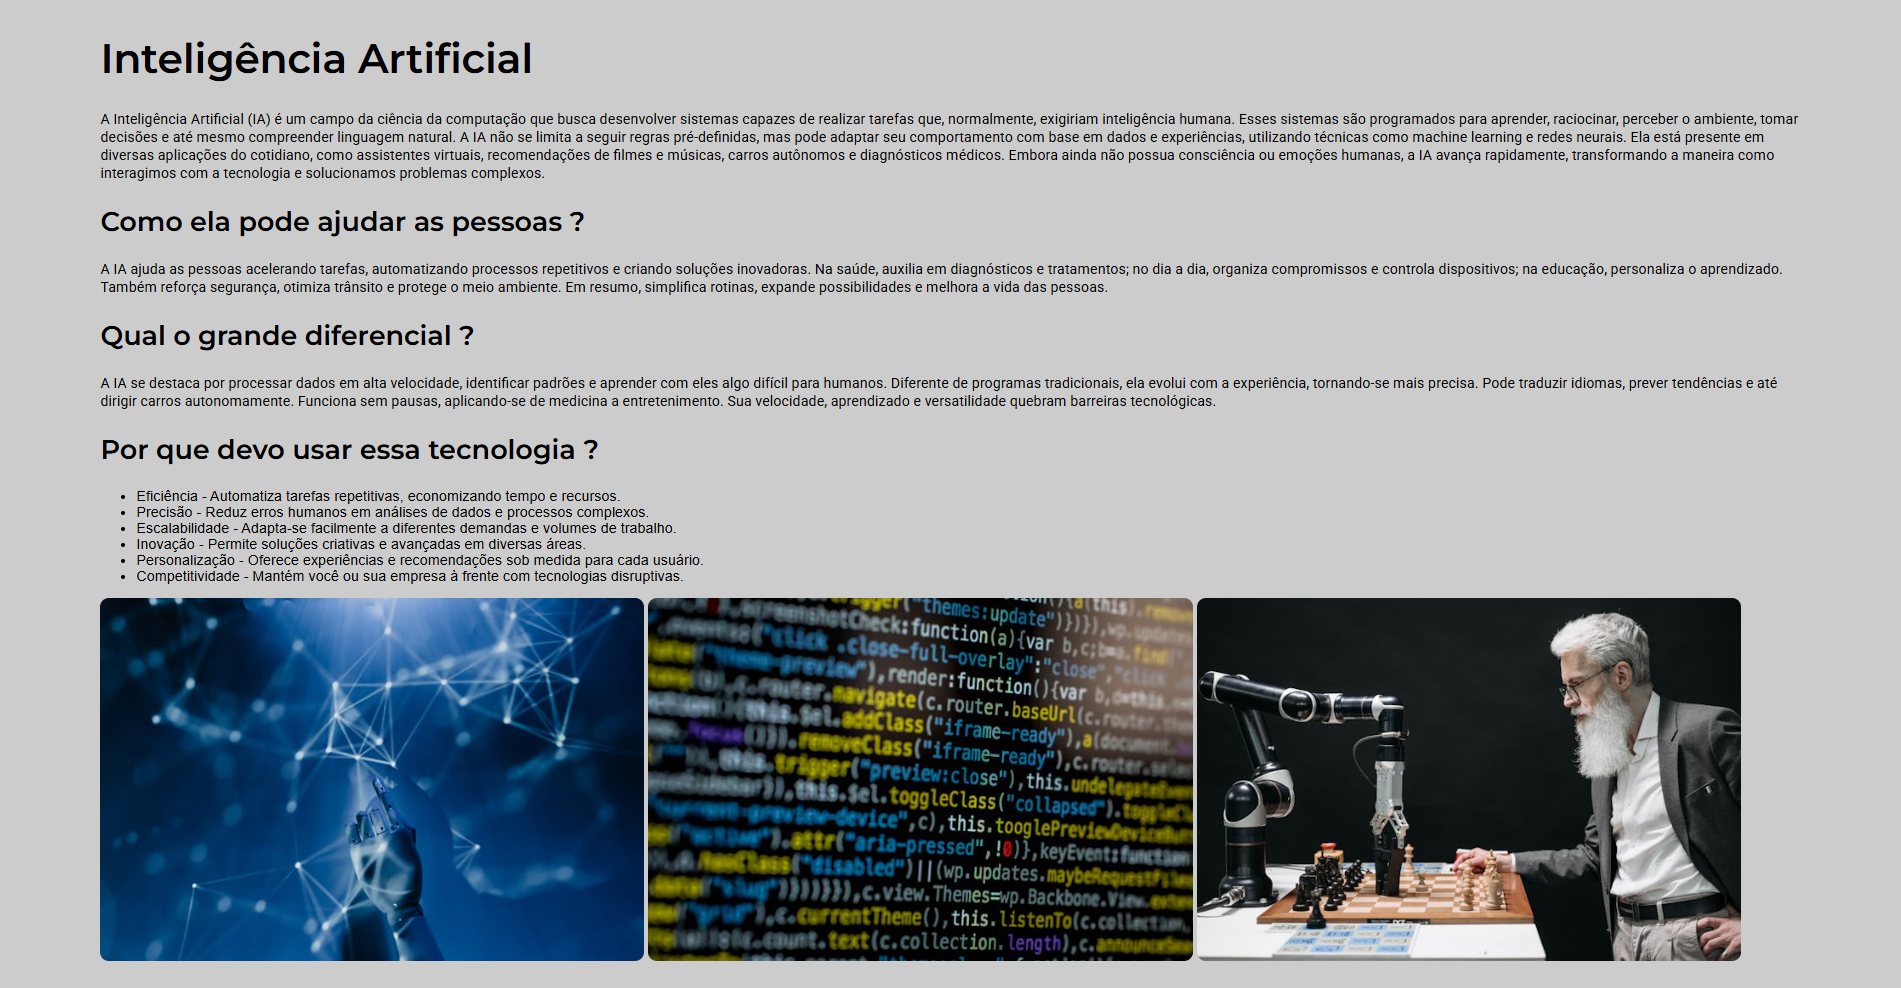 Inteligência Artificial
A Inteligência Artificial (IA) é um campo da ciência da computação que busca desenvolver sistemas capazes de realizar tarefas que, normalmente, exigiriam inteligência humana. Esses sistemas são programados para aprender, raciocinar, perceber o ambiente, tomar
decisões e até mesmo compreender linguagem natural. A IA não se limita a seguir regras pré-definidas, mas pode adaptar seu comportamento com base em dados e experiências, utilizando técnicas como machine learning e redes neurais. Ela está presente em
diversas aplicações do cotidiano, como assistentes virtuais, recomendações de filmes e músicas, carros autônomos e diagnósticos médicos. Embora ainda não possua consciência ou emoções humanas, a IA avança rapidamente, transformando a maneira como
interagimos com a tecnologia e solucionamos problemas complexos.
Como ela pode ajudar as pessoas ?
A IA ajuda as pessoas acelerando tarefas, automatizando processos repetitivos e criando soluções inovadoras. Na saúde, auxilia em diagnósticos e tratamentos; no dia a dia, organiza compromissos e controla dispositivos; na educação, personaliza o aprendizado.
Também reforça segurança, otimiza trânsito e protege o meio ambiente. Em resumo, simplifica rotinas, expande possibilidades e melhora a vida das pessoas.
Qual o grande diferencial ?
A IA se destaca por processar dados em alta velocidade, identificar padrões e aprender com eles algo difícil para humanos. Diferente de programas tradicionais, ela evolui com a experiência, tornando-se mais precisa. Pode traduzir idiomas, prever tendências e até
dirigir carros autonomamente. Funciona sem pausas, aplicando-se de medicina a entretenimento. Sua velocidade, aprendizado e versatilidade quebram barreiras tecnológicas.
Por que devo usar essa tecnologia ?
• Eficiência - Automatiza tarefas repetitivas, economizando tempo e recursos.
• Precisão - Reduz erros humanos em análises de dados e processos complexos.
• Escalabilidade - Adapta-se facilmente a diferentes demandas e volumes de trabalho.
• Inovação - Permite soluções criativas e avançadas em diversas áreas.
• Personalização - Oferece experiências e recomendações sob medida para cada usuário.
• Competitividade - Mantém você ou sua empresa à frente com tecnologias disruptivas.
("themes:update")
:function(a){var b,c;b=a.find
"click .close-full-overlay":"close","click
),render:function(){var b,
navigate(c.router.baseUrl(c.router.
.addClass("iframe-ready"),a(document.
.removeClass("iframe-ready"),c.router.
.trigger("preview:close"),this.
this.$el.toggleClass("collapsed").
-device",c),this.tooglePreviewDevice
.attr("aria-pressed",!0)},keyEvent:function
("disabled")||(wp.updates.
),c.view.Themes=wp.Backbone.View.
,c.currentTheme(),this.listenTo(c.collection,
.count.text(c.collection.length),c.